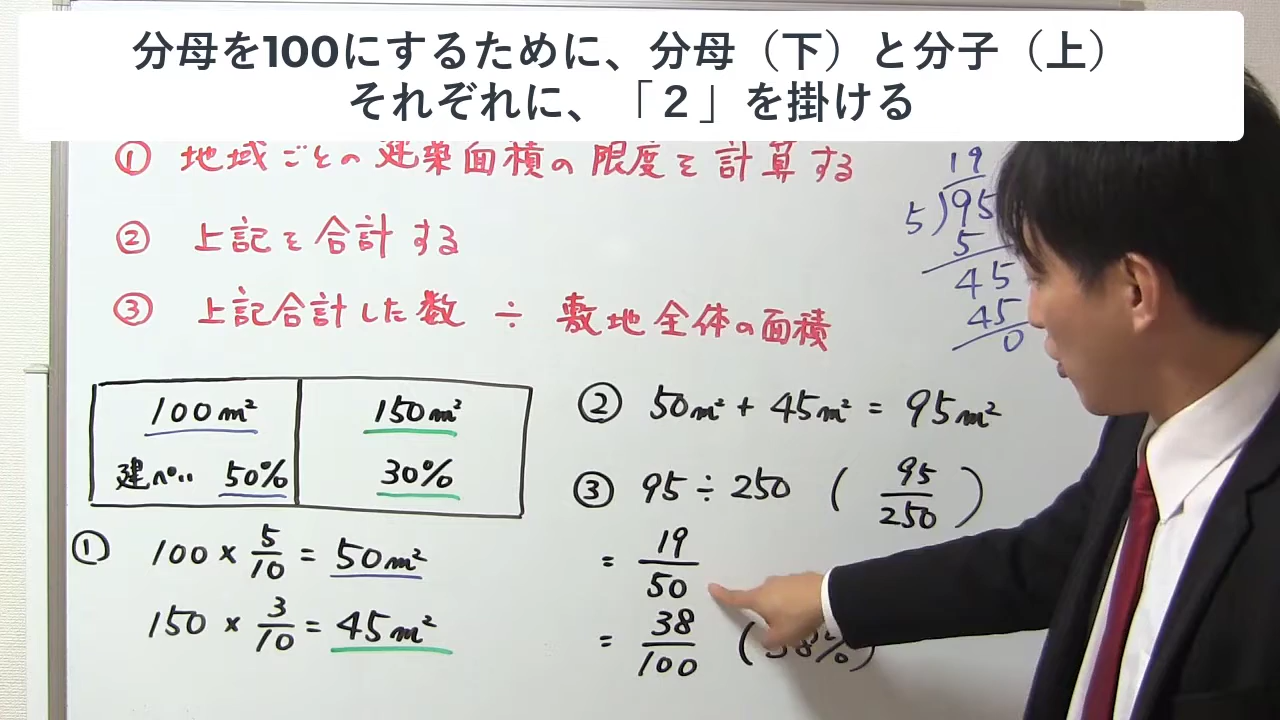 分母を100にするために、分母（下）と分子（上）
それぞれに、「２」を掛ける
① 地域ごとの建築面積の限度を計算する
② 上記を合計する
③ 上記合計した数 ÷ 敷地全体の面積
19
5)95
5
45
45
0
100m² 150m²
建ぺい 50% 30%
① 100 × 5/10 = 50m²
150 × 3/10 = 45m²
② 50m² + 45m² = 95m²
③ 95 ÷ 250 (95/250)
= 19/50
= 38/100 (38%)